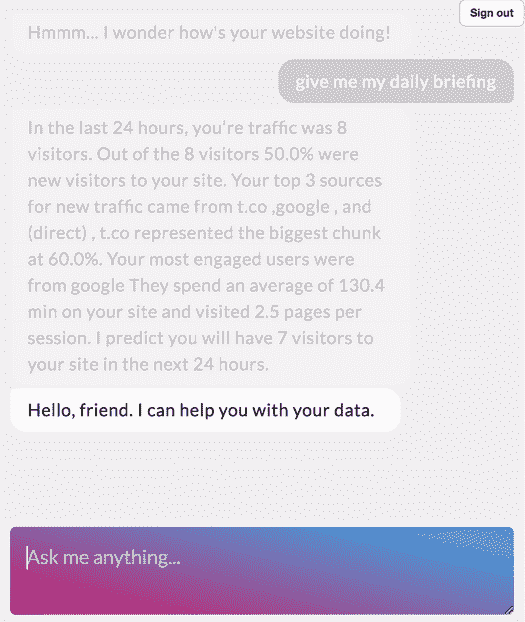 Sign out
Hmmm... I wonder how's your website doing!
give me my daily briefing
In the last 24 hours, you're traffic was 8
visitors. Out of the 8 visitors 50.0% were
new visitors to your site. Your top 3 sources
for new traffic came from t.co ,google , and
(direct) , t.co represented the biggest chunk
at 60.0%. Your most engaged users were
from google They spend an average of 130.4
min on your site and visited 2.5 pages per
session. I predict you will have 7 visitors to
your site in the next 24 hours.
Hello, friend. I can help you with your data.
Ask me anything...